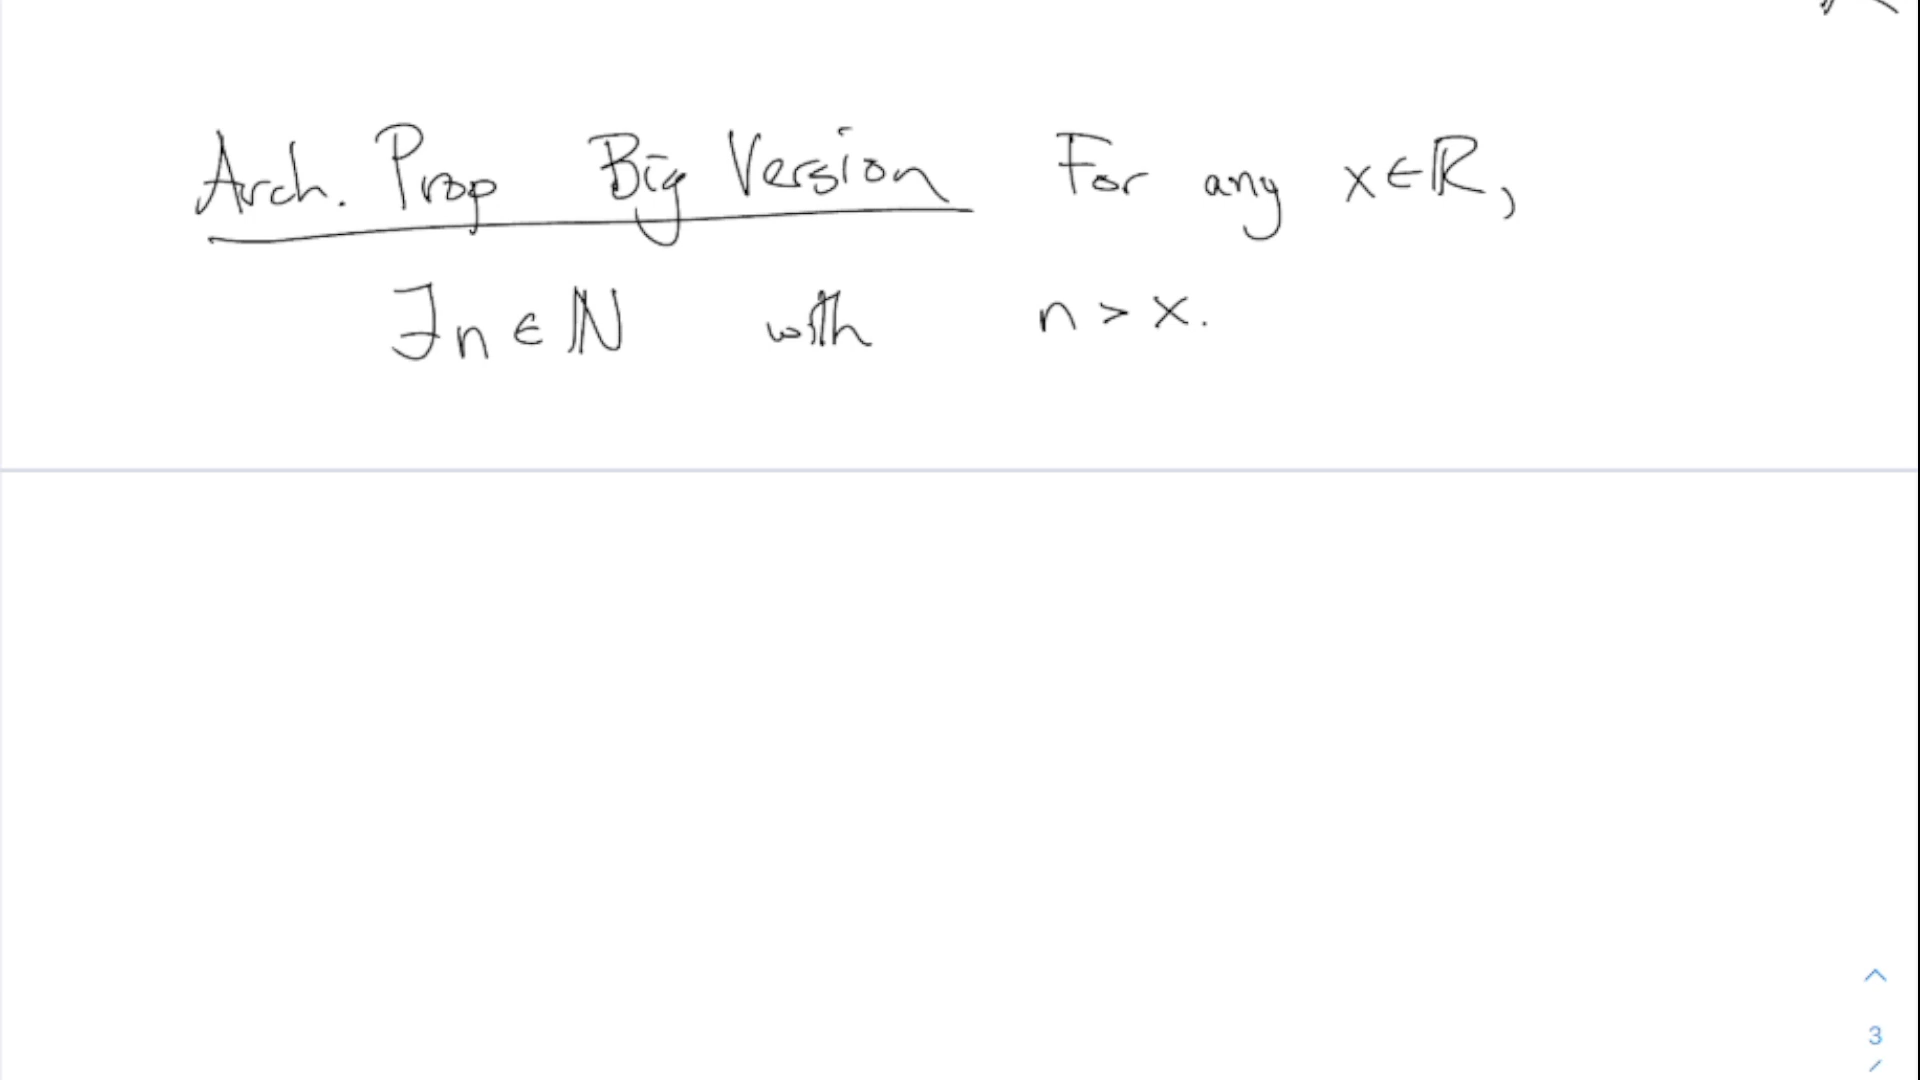 Arch. Prop Big Version For any x∈ℝ,
∃n∈ℕ with n > x.
3